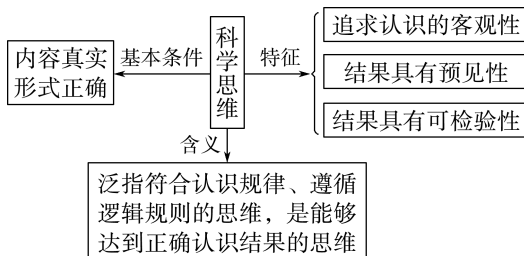 内容真实
形式正确
基本条件
科学思维
特征
追求认识的客观性
结果具有预见性
结果具有可检验性
含义
泛指符合认识规律、遵循
逻辑规则的思维，是能够
达到正确认识结果的思维